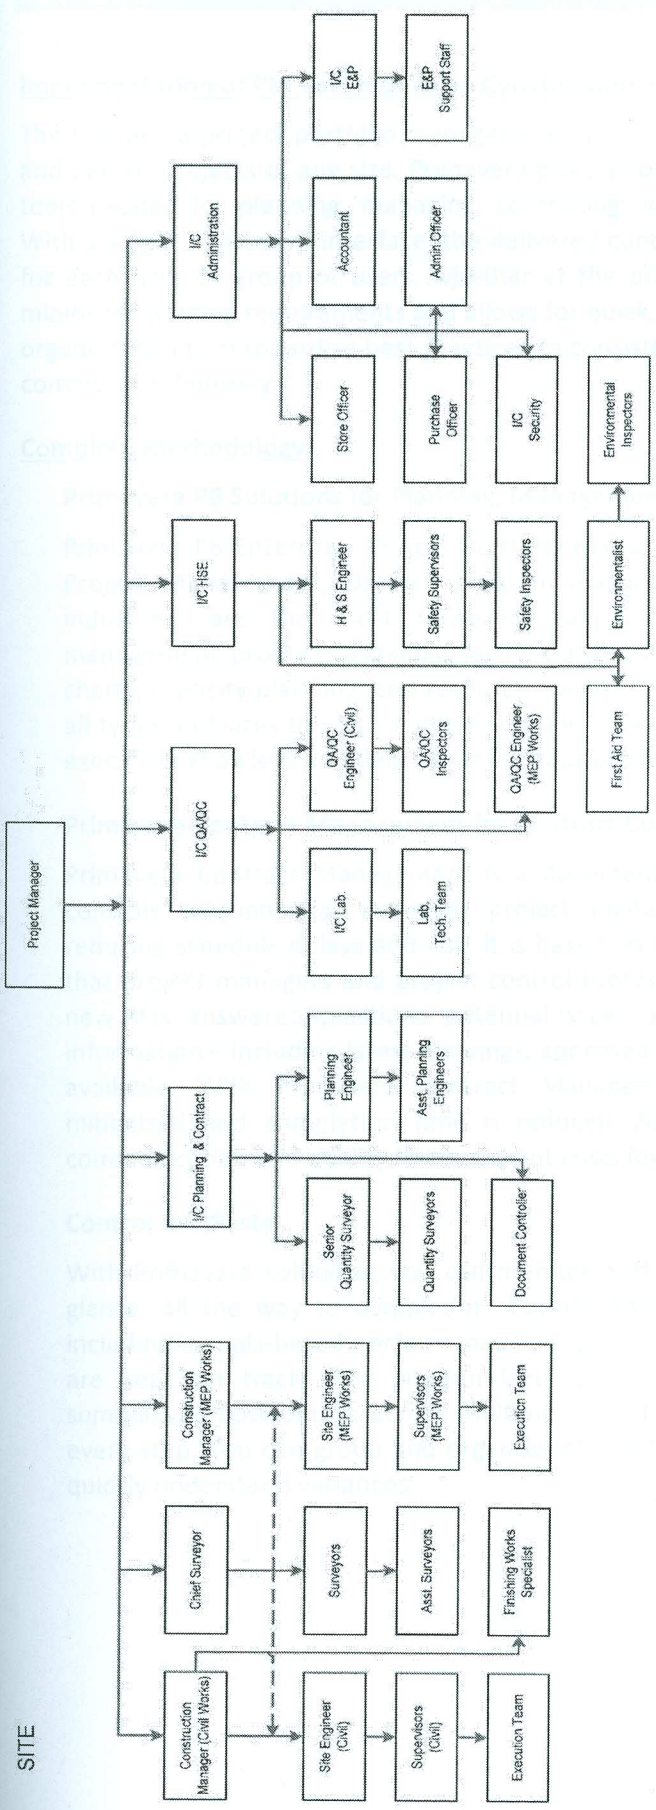 SITE
Project Manager
Construction
Manager (Civil Works)
Chief Surveyor
Construction
Manager (MEP Works)
I/C Planning & Contract
I/C QA/QC
I/C HSE
I/C
Administration
Site Engineer
(Civil)
Surveyors
Site Engineer
(MEP Works)
Senior
Quantity Surveyor
Planning
Engineer
I/C Lab.
QA/QC
Engineer (Civil)
H & S Engineer
Store Officer
Accountant
I/C
E&P
Supervisors
(Civil)
Asst. Surveyors
Supervisors
(MEP Works)
Quantity Surveyors
Asst. Planning
Engineers
Lab.
Tech. Team
QA/QC
Inspectors
Safety Supervisors
Purchase
Officer
Admin Officer
E&P
Support Staff
Execution Team
Finishing Works
Specialist
Execution Team
Document Controller
QA/QC Engineer
(MEP Works)
Safety Inspectors
I/C
Security
First Aid Team
Environmentalist
Environmental
Inspectors